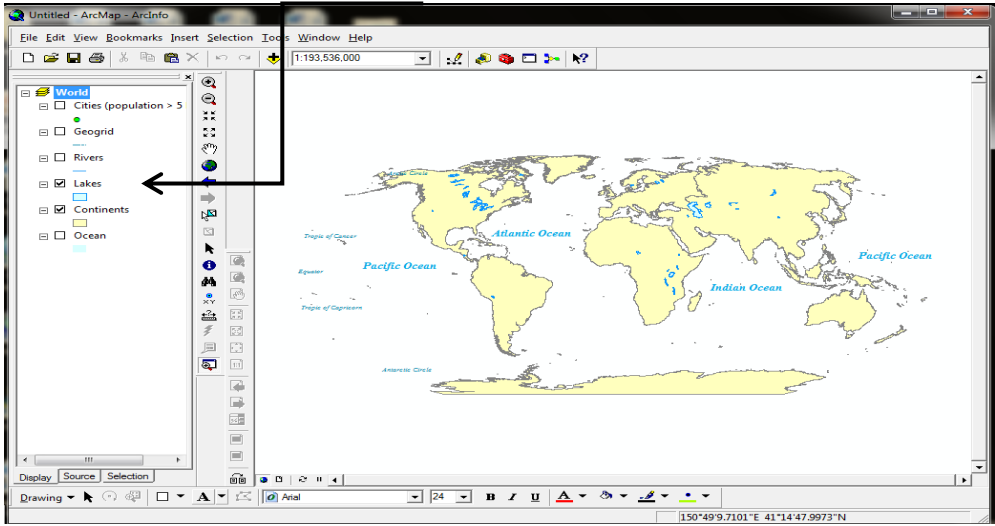 Untitled - ArcMap - ArcInfo
File Edit View Bookmarks Insert Selection Tools Window Help
1:193,536,000
World
Cities (population > 5
Geogrid
Rivers
Lakes
Continents
Ocean
Display Source Selection
Arctic Circle
Tropic of Cancer
Atlantic Ocean
Pacific Ocean
Pacific Ocean
Equator
Indian Ocean
Tropic of Capricorn
Antarctic Circle
XY
1:1
Drawing A Arial 24 B I U A
150°49'9.7101"E 41°14'47.9973"N